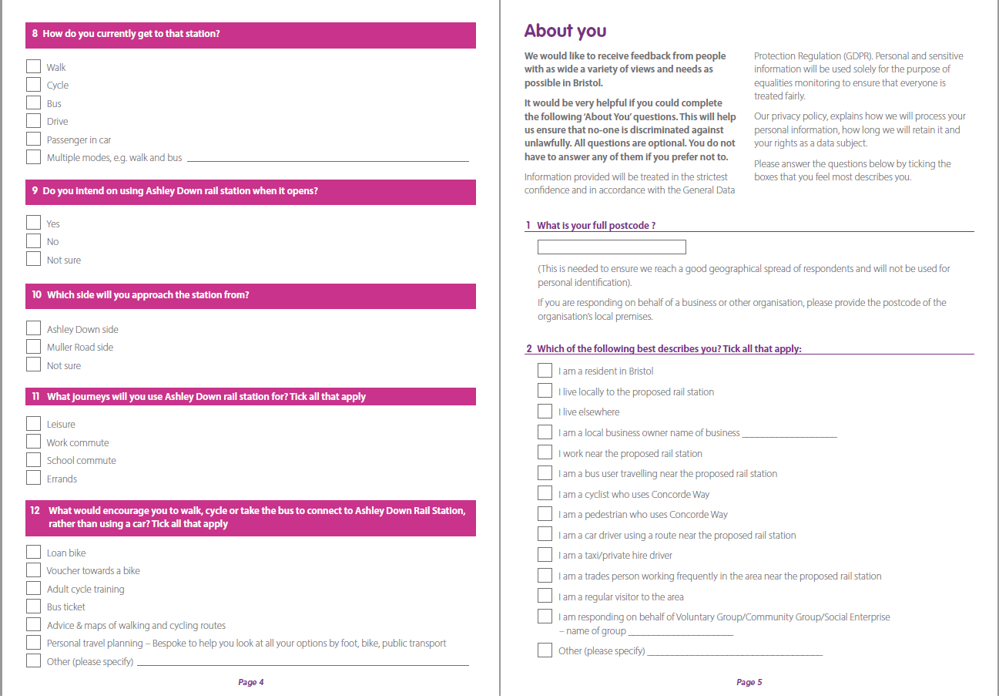 8 How do you currently get to that station?
Walk
Cycle
Bus
Drive
Passenger in car
Multiple modes, e.g. walk and bus
9 Do you intend on using Ashley Down rail station when it opens?
Yes
No
Not sure
10 Which side will you approach the station from?
Ashley Down side
Muller Road side
Not sure
11 What journeys will you use Ashley Down rail station for? Tick all that apply
Leisure
Work commute
School commute
Errands
12 What would encourage you to walk, cycle or take the bus to connect to Ashley Down Rail Station,
rather than using a car? Tick all that apply
Loan bike
Voucher towards a bike
Adult cycle training
Bus ticket
Advice & maps of walking and cycling routes
Personal travel planning – Bespoke to help you look at all your options by foot, bike, public transport
Other (please specify)
Page 4
About you
We would like to receive feedback from people
with as wide a variety of views and needs as
possible in Bristol.
It would be very helpful if you could complete
the following ‘About You’ questions. This will help
us ensure that no-one is discriminated against
unlawfully. All questions are optional. You do not
have to answer any of them if you prefer not to.
Information provided will be treated in the strictest
confidence and in accordance with the General Data
Protection Regulation (GDPR). Personal and sensitive
information will be used solely for the purpose of
equalities monitoring to ensure that everyone is
treated fairly.
Our privacy policy, explains how we will process your
personal information, how long we will retain it and
your rights as a data subject.
Please answer the questions below by ticking the
boxes that you feel most describes you.
1 What is your full postcode ?
(This is needed to ensure we reach a good geographical spread of respondents and will not be used for
personal identification).
If you are responding on behalf of a business or other organisation, please provide the postcode of the
organisation’s local premises.
2 Which of the following best describes you? Tick all that apply:
I am a resident in Bristol
I live locally to the proposed rail station
I live elsewhere
I am a local business owner name of business
I work near the proposed rail station
I am a bus user travelling near the proposed rail station
I am a cyclist who uses Concorde Way
I am a pedestrian who uses Concorde Way
I am a car driver using a route near the proposed rail station
I am a taxi/private hire driver
I am a trades person working frequently in the area near the proposed rail station
I am a regular visitor to the area
I am responding on behalf of Voluntary Group/Community Group/Social Enterprise
– name of group
Other (please specify)
Page 5